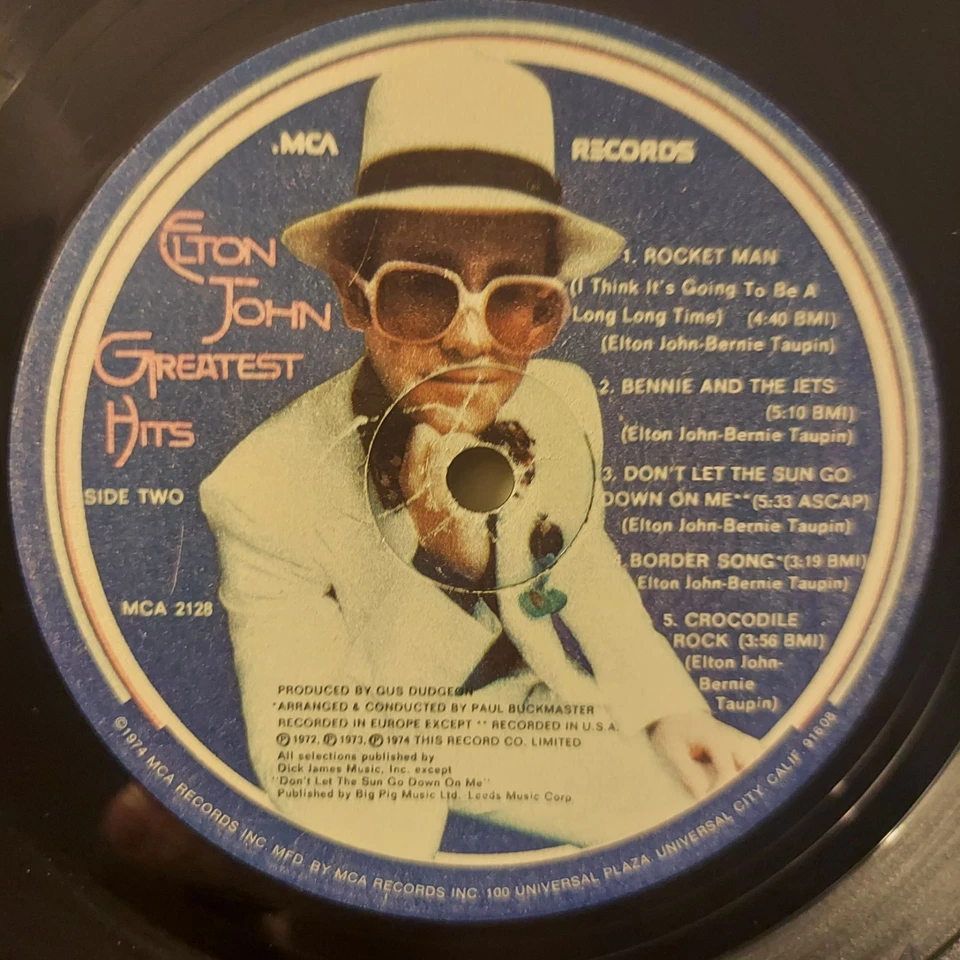 MCA RECORDS
ELTON
JOHN
GREATEST
HITS
SIDE TWO
MCA 2128
1. ROCKET MAN
(I Think It's Going To Be A
Long Long Time) (4:40 BMI)
(Elton John-Bernie Taupin)
2. BENNIE AND THE JETS
(5:10 BMI)
(Elton John-Bernie Taupin)
3. DON'T LET THE SUN GO
DOWN ON ME**(5:33 ASCAP)
(Elton John-Bernie Taupin)
4. BORDER SONG*(3:19 BMI)
Elton John-Bernie Taupin)
5. CROCODILE
ROCK (3:56 BMI)
(Elton John-
Bernie
Taupin)
PRODUCED BY GUS DUDGEON
*ARRANGED & CONDUCTED BY PAUL BUCKMASTER
RECORDED IN EUROPE EXCEPT ** RECORDED IN U.S.A.
℗ 1972, ℗ 1973, ℗ 1974 THIS RECORD CO. LIMITED
All selections published by
Dick James Music, Inc. except
"Don't Let The Sun Go Down On Me"
Published by Big Pig Music Ltd. Leeds Music Corp
©1974 MCA RECORDS INC. MFD. BY MCA RECORDS INC. 100 UNIVERSAL PLAZA. UNIVERSAL CITY. CALIF. 91608